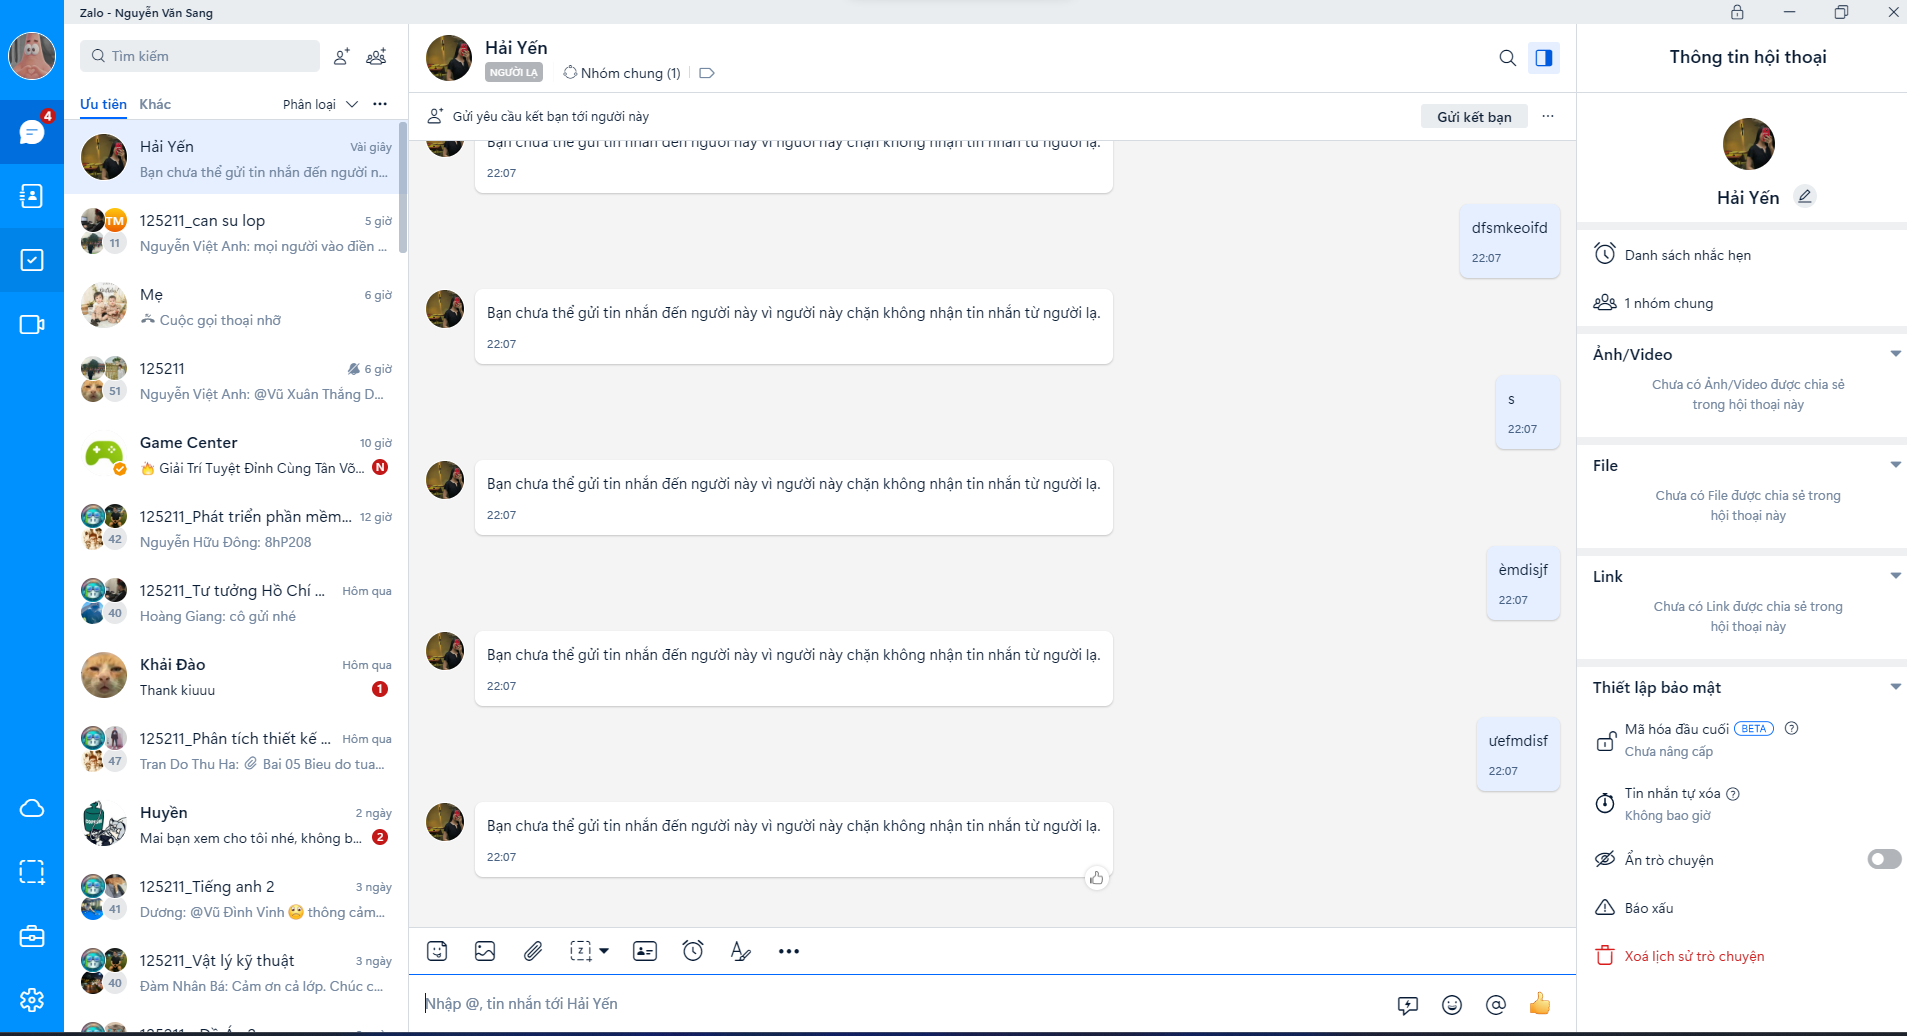 Zalo - Nguyễn Văn Sang
Tìm kiếm
Ưu tiên
Khác
Phân loại
4
Hải Yến
Vài giây
Bạn chưa thể gửi tin nhắn đến người n...
TM
11
125211_can su lop
5 giờ
Nguyễn Việt Anh: mọi người vào điền ...
Mẹ
6 giờ
Cuộc gọi thoại nhỡ
51
125211
6 giờ
Nguyễn Việt Anh: @Vũ Xuân Thắng D...
Game Center
10 giờ
🔥 Giải Trí Tuyệt Đỉnh Cùng Tân Võ...
N
42
125211_Phát triển phần mềm...
12 giờ
Nguyễn Hữu Đông: 8hP208
40
125211_Tư tưởng Hồ Chí ...
Hôm qua
Hoàng Giang: cô gửi nhé
Khải Đào
Hôm qua
Thank kiuuu
1
47
125211_Phân tích thiết kế ...
Hôm qua
Tran Do Thu Ha: Bai 05 Bieu do tua...
Huyền
2 ngày
Mai bạn xem cho tôi nhé, không b...
2
41
125211_Tiếng anh 2
3 ngày
Dương: @Vũ Đình Vinh 🥺 thông cảm...
40
125211_Vật lý kỹ thuật
3 ngày
Đàm Nhân Bá: Cảm ơn cả lớp. Chúc c...
Hải Yến
NGƯỜI LẠ
Nhóm chung (1)
Gửi yêu cầu kết bạn tới người này
Gửi kết bạn
Bạn chưa thể gửi tin nhắn đến người này vì người này chặn không nhận tin nhắn từ người lạ.
22:07
dfsmkeoifd
22:07
Bạn chưa thể gửi tin nhắn đến người này vì người này chặn không nhận tin nhắn từ người lạ.
22:07
s
22:07
Bạn chưa thể gửi tin nhắn đến người này vì người này chặn không nhận tin nhắn từ người lạ.
22:07
èmdisjf
22:07
Bạn chưa thể gửi tin nhắn đến người này vì người này chặn không nhận tin nhắn từ người lạ.
22:07
ưefmdisf
22:07
Bạn chưa thể gửi tin nhắn đến người này vì người này chặn không nhận tin nhắn từ người lạ.
22:07
Nhập @, tin nhắn tới Hải Yến
Thông tin hội thoại
Hải Yến
Danh sách nhắc hẹn
1 nhóm chung
Ảnh/Video
Chưa có Ảnh/Video được chia sẻ
trong hội thoại này
File
Chưa có File được chia sẻ trong
hội thoại này
Link
Chưa có Link được chia sẻ trong
hội thoại này
Thiết lập bảo mật
Mã hóa đầu cuối
BETA
Chưa nâng cấp
Tin nhắn tự xóa
Không bao giờ
Ẩn trò chuyện
Báo xấu
Xoá lịch sử trò chuyện